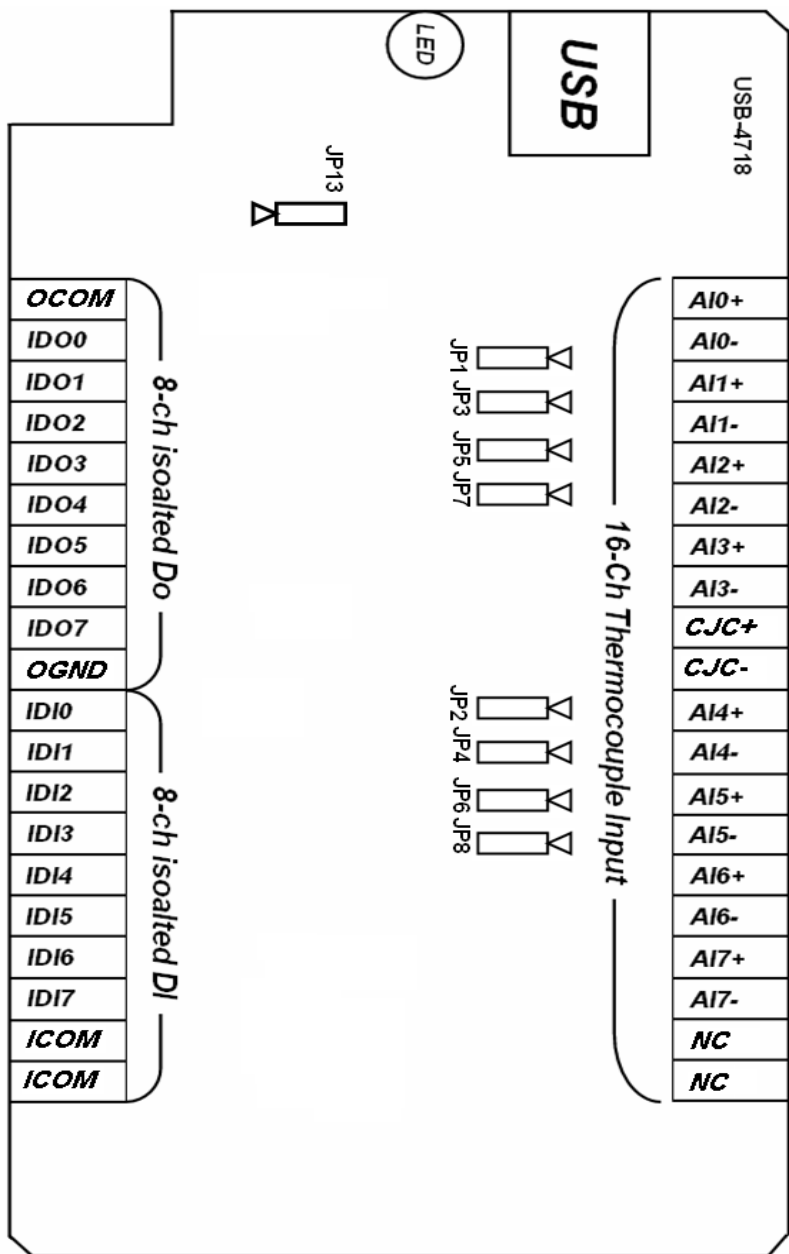 LED
USB
USB-4718
JP13
OCOM
IDO0
IDO1
IDO2
IDO3
IDO4
IDO5
IDO6
IDO7
OGND
IDI0
IDI1
IDI2
IDI3
IDI4
IDI5
IDI6
IDI7
ICOM
ICOM
8-ch isoalted Do
8-ch isoalted DI
JP1
JP3
JP5
JP7
JP2
JP4
JP6
JP8
16-Ch Thermocouple Input
AI0+
AI0-
AI1+
AI1-
AI2+
AI2-
AI3+
AI3-
CJC+
CJC-
AI4+
AI4-
AI5+
AI5-
AI6+
AI6-
AI7+
AI7-
NC
NC